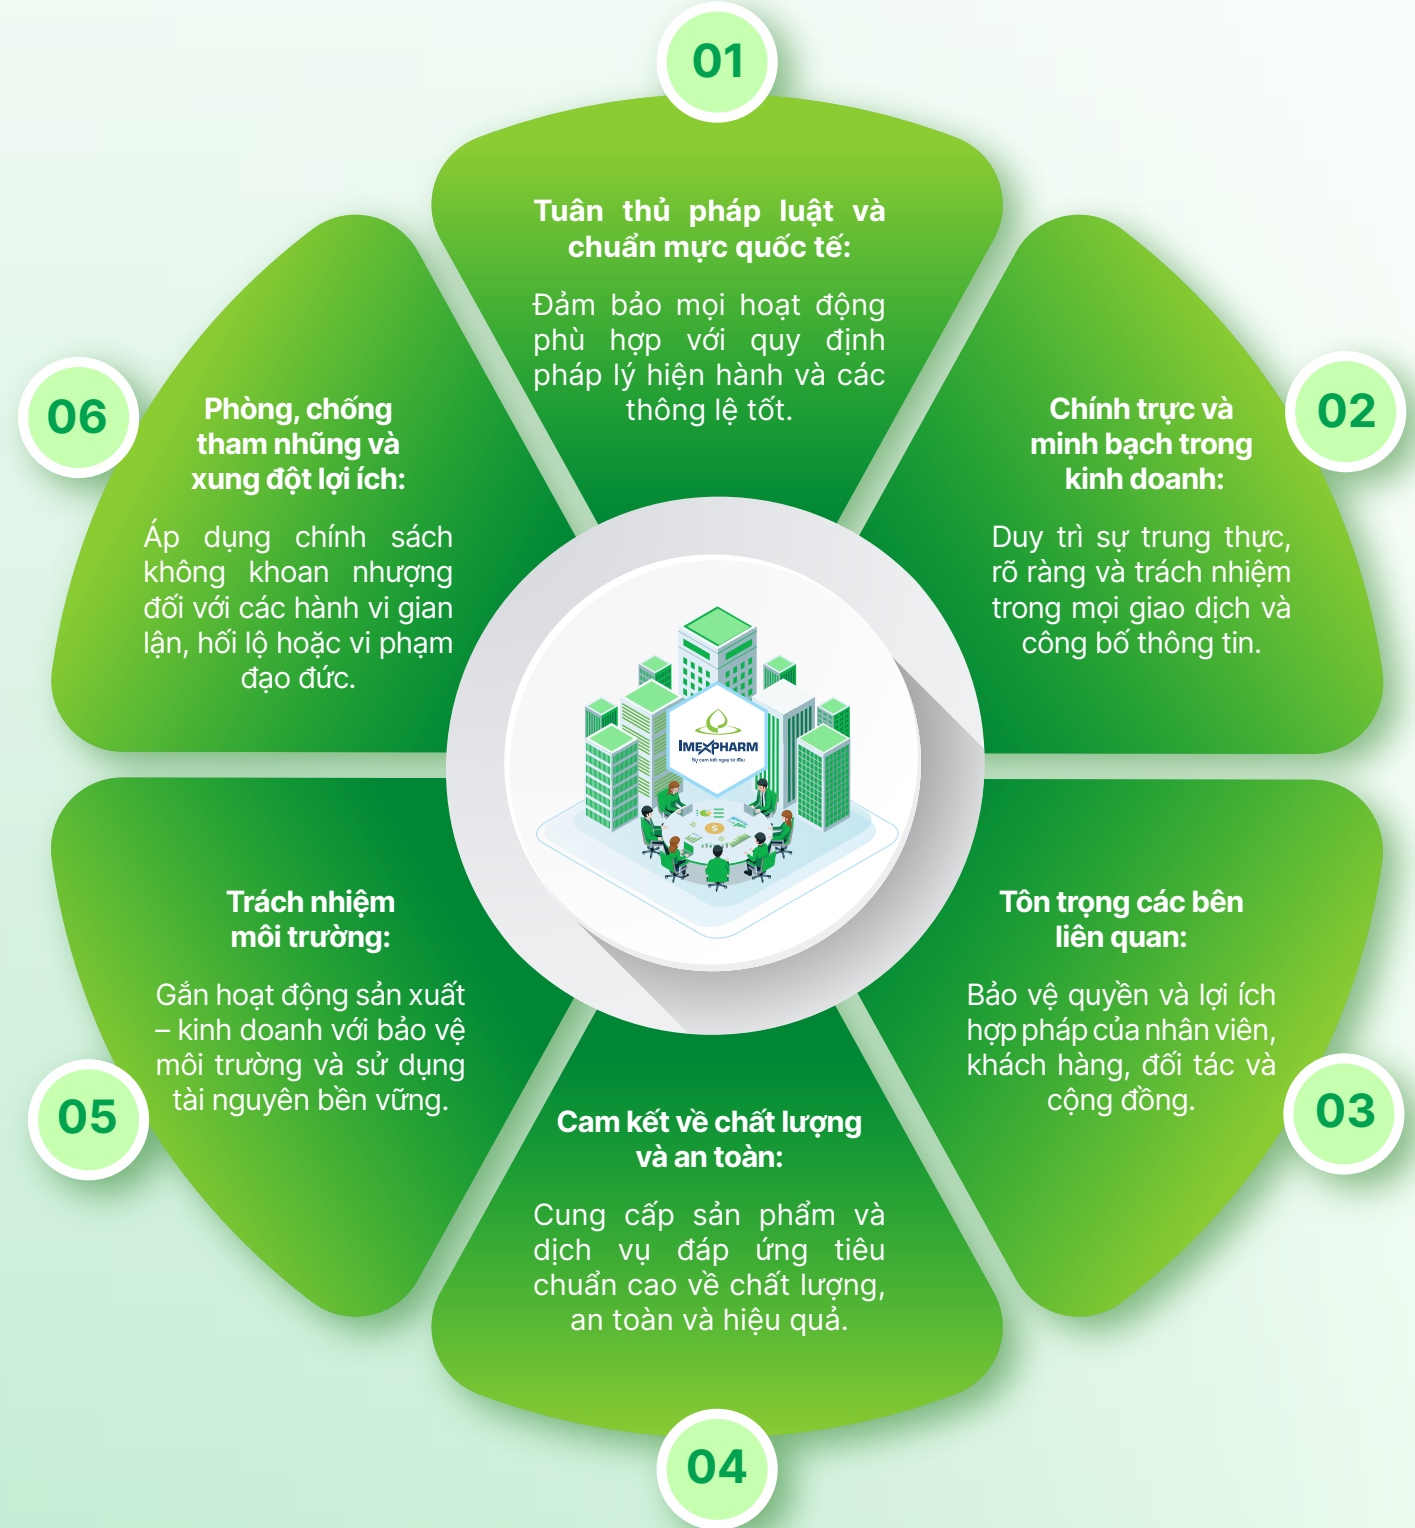 01
Tuân thủ pháp luật và
chuẩn mực quốc tế:
Đảm bảo mọi hoạt động
phù hợp với quy định
pháp lý hiện hành và các
thông lệ tốt.
02
Chính trực và
minh bạch trong
kinh doanh:
Duy trì sự trung thực,
rõ ràng và trách nhiệm
trong mọi giao dịch và
công bố thông tin.
03
Tôn trọng các bên
liên quan:
Bảo vệ quyền và lợi ích
hợp pháp của nhân viên,
khách hàng, đối tác và
cộng đồng.
04
Cam kết về chất lượng
và an toàn:
Cung cấp sản phẩm và
dịch vụ đáp ứng tiêu
chuẩn cao về chất lượng,
an toàn và hiệu quả.
05
Trách nhiệm
môi trường:
Gắn hoạt động sản xuất
– kinh doanh với bảo vệ
môi trường và sử dụng
tài nguyên bền vững.
06
Phòng, chống
tham nhũng và
xung đột lợi ích:
Áp dụng chính sách
không khoan nhượng
đối với các hành vi gian
lận, hối lộ hoặc vi phạm
đạo đức.
IMEXPHARM
Sự cam kết ngay từ đầu
$